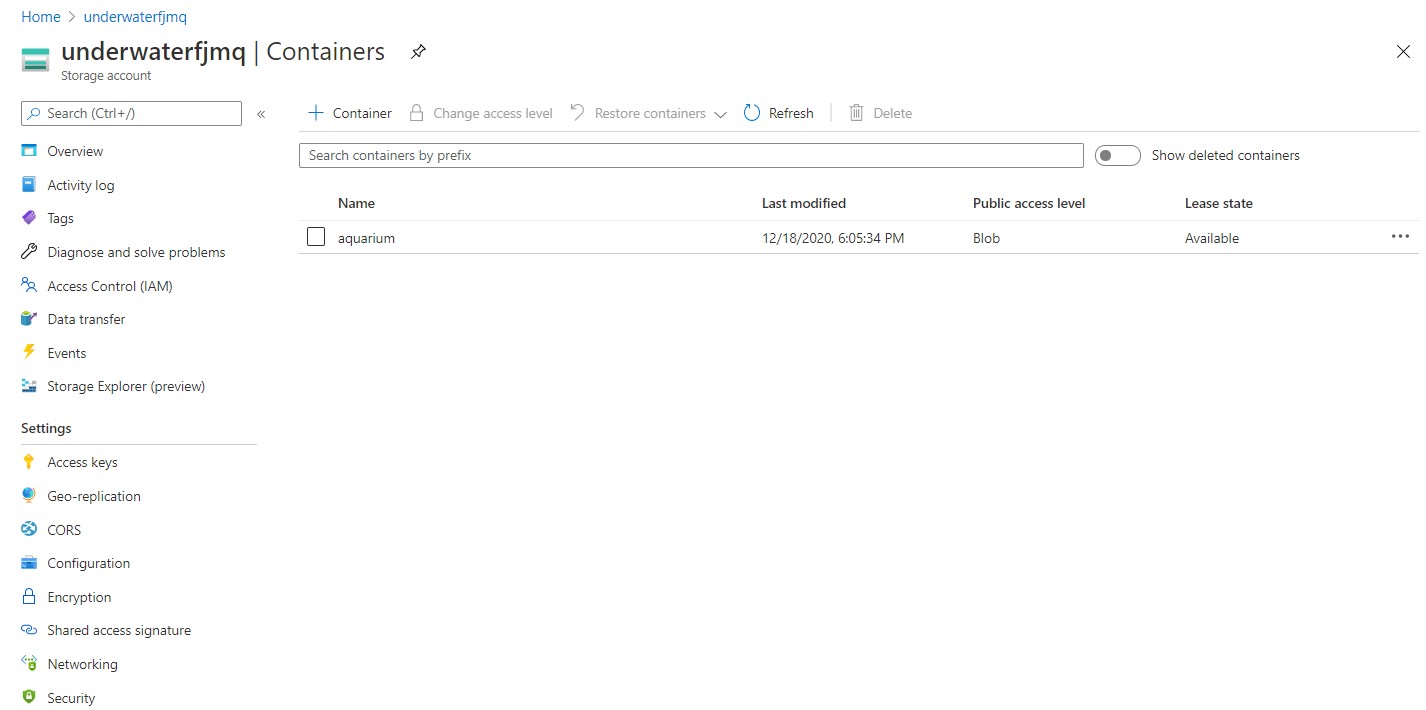 Home > underwaterfjmq
underwaterfjmq | Containers
Storage account
Search (Ctrl+/)
«
Overview
Activity log
Tags
Diagnose and solve problems
Access Control (IAM)
Data transfer
Events
Storage Explorer (preview)
Settings
Access keys
Geo-replication
CORS
Configuration
Encryption
Shared access signature
Networking
Security
+ Container Change access level Restore containers Refresh Delete
Search containers by prefix Show deleted containers
Name Last modified Public access level Lease state
aquarium 12/18/2020, 6:05:34 PM Blob Available ...